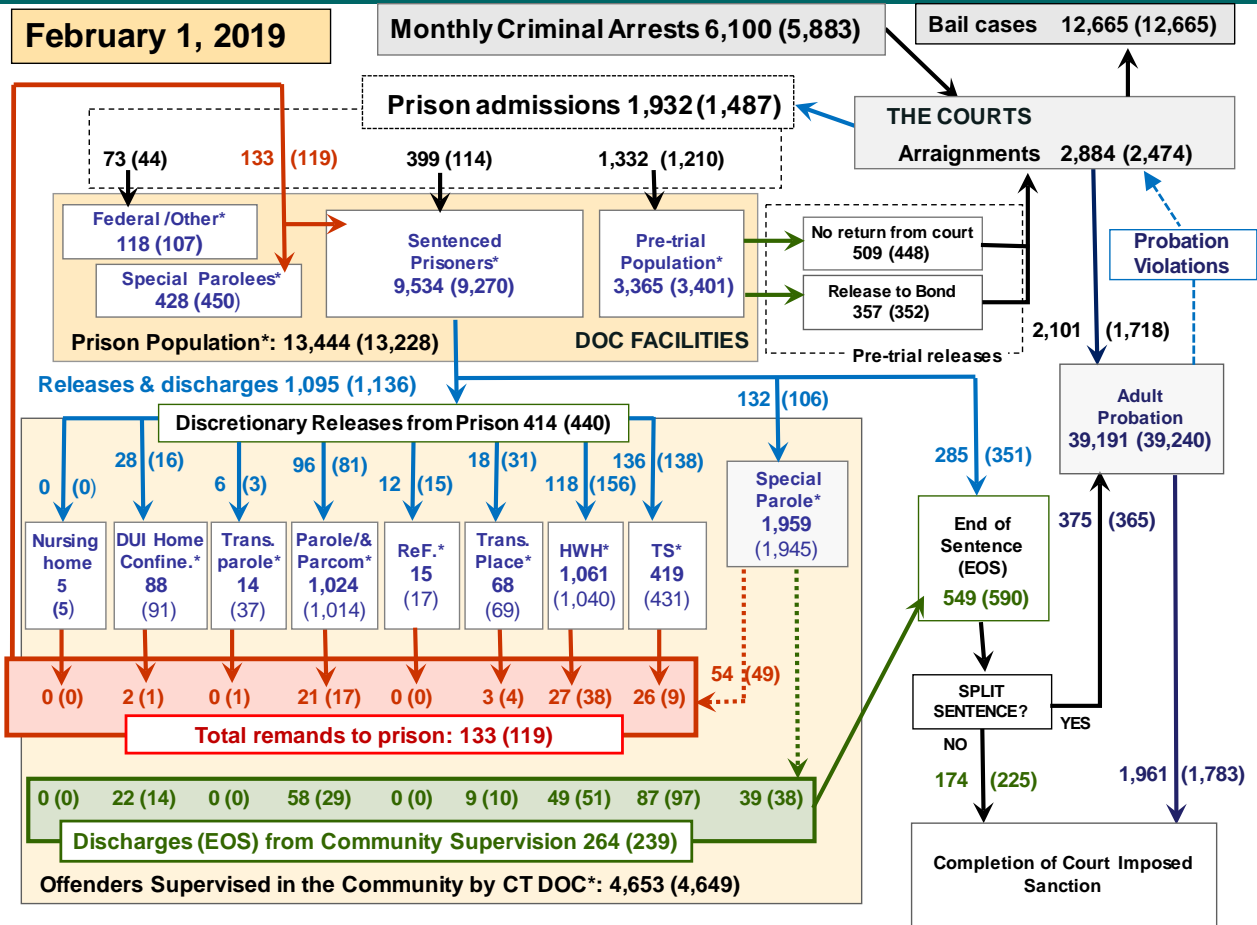 February 1, 2019
Monthly Criminal Arrests 6,100 (5,883)
Bail cases 12,665 (12,665)
Prison admissions 1,932 (1,487)
THE COURTS
Arraignments 2,884 (2,474)
73 (44)
133 (119)
399 (114)
1,332 (1,210)
Federal /Other*
118 (107)
Special Parolees*
428 (450)
Sentenced
Prisoners*
9,534 (9,270)
Pre-trial
Population*
3,365 (3,401)
No return from court
509 (448)
Release to Bond
357 (352)
Pre-trial releases
Probation
Violations
Prison Population*: 13,444 (13,228)
DOC FACILITIES
2,101 (1,718)
Releases & discharges 1,095 (1,136)
Discretionary Releases from Prison 414 (440)
132 (106)
Adult
Probation
39,191 (39,240)
0 (0)
28 (16)
6 (3)
96 (81)
12 (15)
18 (31)
118 (156)
136 (138)
285 (351)
375 (365)
Nursing
home
5
(5)
DUI Home
Confine.*
88
(91)
Trans.
parole*
14
(37)
Parole/&
Parcom*
1,024
(1,014)
ReF.*
15
(17)
Trans.
Place*
68
(69)
HWH*
1,061
(1,040)
TS*
419
(431)
Special
Parole*
1,959
(1,945)
End of
Sentence
(EOS)
549 (590)
0 (0)
2 (1)
0 (1)
21 (17)
0 (0)
3 (4)
27 (38)
26 (9)
54 (49)
Total remands to prison: 133 (119)
SPLIT
SENTENCE?
YES
NO
174 (225)
1,961 (1,783)
0 (0)
22 (14)
0 (0)
58 (29)
0 (0)
9 (10)
49 (51)
87 (97)
39 (38)
Discharges (EOS) from Community Supervision 264 (239)
Offenders Supervised in the Community by CT DOC*: 4,653 (4,649)
Completion of Court Imposed
Sanction